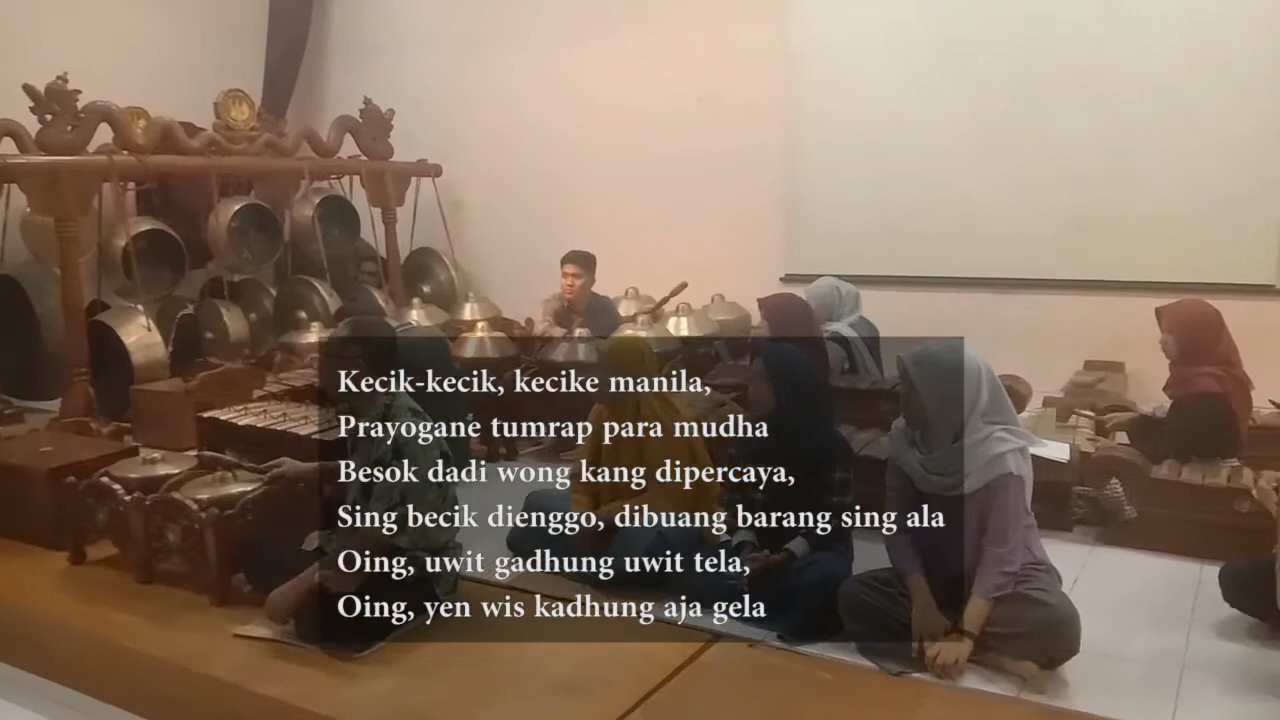 Kecik-kecik, kecike manila,
Prayogane tumrap para mudha
Besok dadi wong kang dipercaya,
Sing becik dienggo, dibuang barang sing ala
Oing, uwit gadhung uwit tela,
Oing, yen wis kadhung aja gela